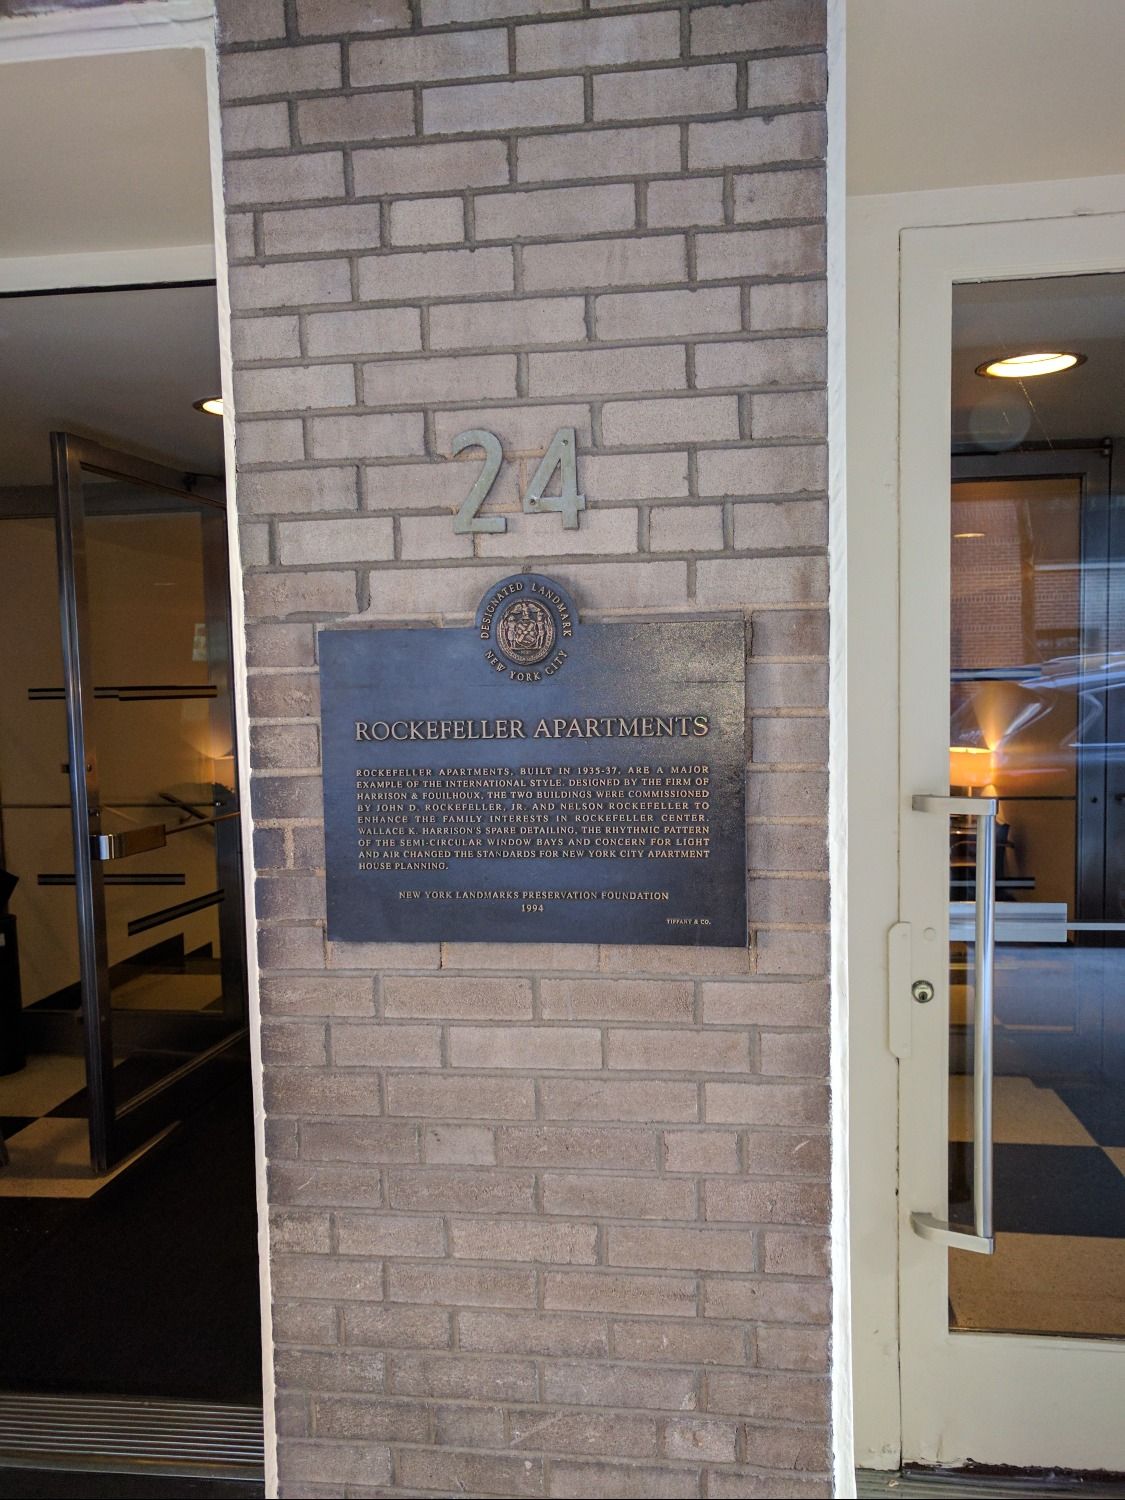 24
DESIGNATED LANDMARK
NEW YORK CITY
ROCKEFELLER APARTMENTS
ROCKEFELLER APARTMENTS, BUILT IN 1935-37, ARE A MAJOR
EXAMPLE OF THE INTERNATIONAL STYLE. DESIGNED BY THE FIRM OF
HARRISON & FOUILHOUX, THE TWO BUILDINGS WERE COMMISSIONED
BY JOHN D. ROCKEFELLER, JR. AND NELSON ROCKEFELLER TO
ENHANCE THE FAMILY INTERESTS IN ROCKEFELLER CENTER.
WALLACE K. HARRISON'S SPARE DETAILING, THE RHYTHMIC PATTERN
OF THE SEMI-CIRCULAR WINDOW BAYS AND CONCERN FOR LIGHT
AND AIR CHANGED THE STANDARDS FOR NEW YORK CITY APARTMENT
HOUSE PLANNING.
NEW YORK LANDMARKS PRESERVATION FOUNDATION
1994
TIFFANY & CO.